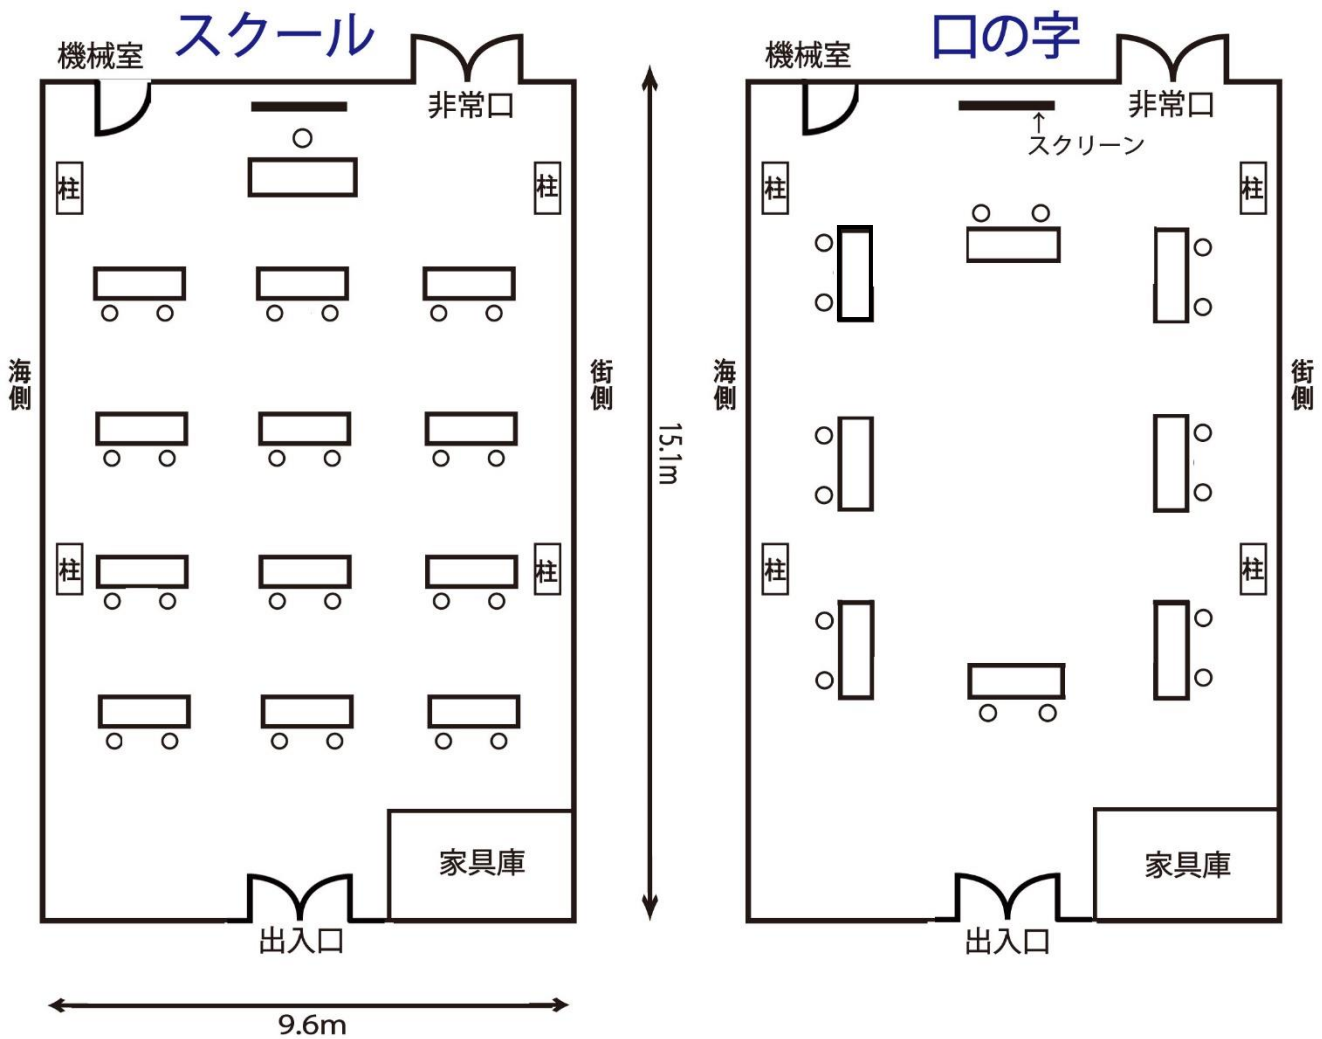 スクール
機械室
非常口
柱
柱
海側
街側
柱
柱
家具庫
出入口
9.6m
15.1m
口の字
機械室
非常口
スクリーン
柱
柱
海側
街側
柱
柱
家具庫
出入口